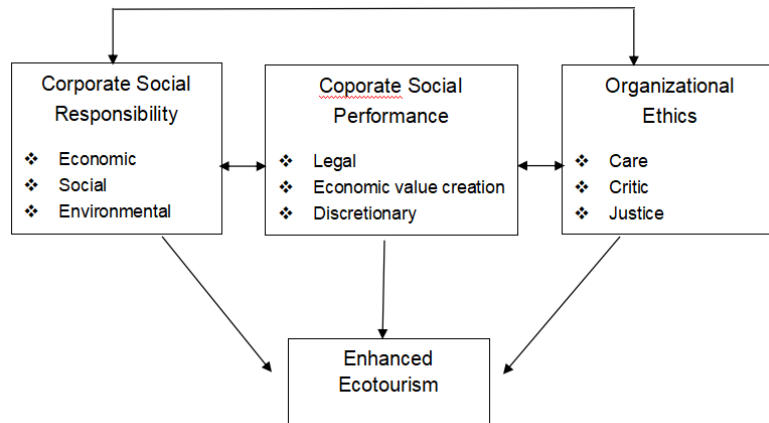 Corporate Social
Responsibility
❖ Economic
❖ Social
❖ Environmental
Coporate Social
Performance
❖ Legal
❖ Economic value creation
❖ Discretionary
Organizational
Ethics
❖ Care
❖ Critic
❖ Justice
Enhanced
Ecotourism